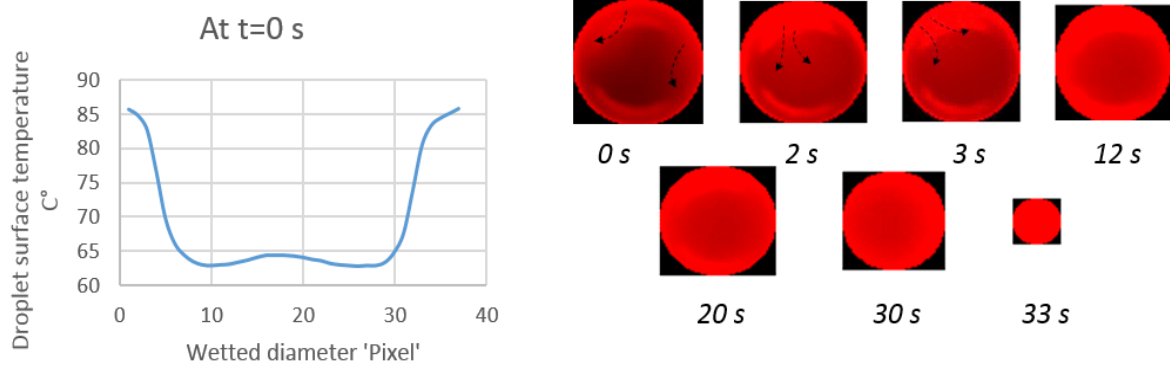 At t=0 s
Droplet surface temperature
C°
90
85
80
75
70
65
60
0
10
20
30
40
Wetted diameter 'Pixel'
0 s
2 s
3 s
12 s
20 s
30 s
33 s